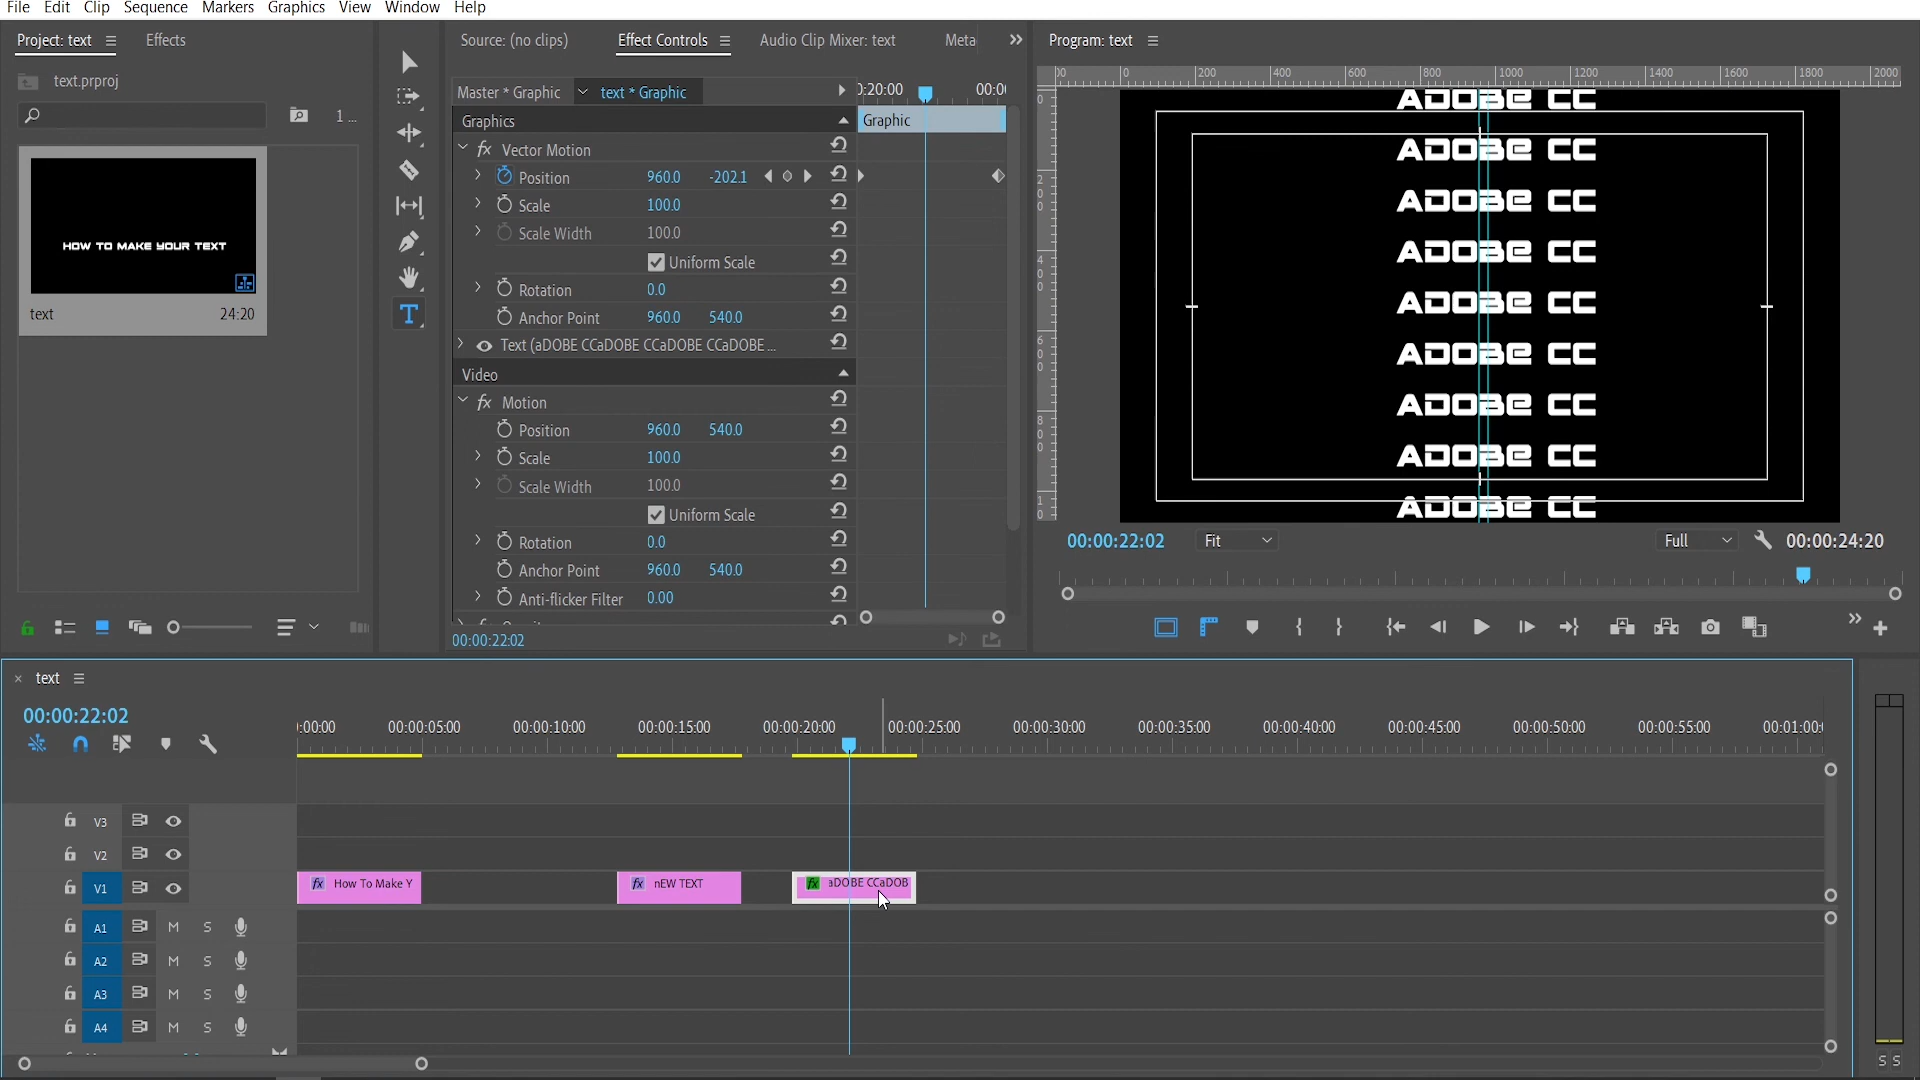 File Edit Clip Sequence Markers Graphics View Window Help
Project: text
Effects
text.prproj
1 ...
HOW TO MAKE YOUR TEXT
text 24:20
Source: (no clips)
Effect Controls
Audio Clip Mixer: text
Meta
Master * Graphic
text * Graphic
:20:00
00:0
Graphics
Graphic
Vector Motion
Position 960.0 -202.1
Scale 100.0
Scale Width 100.0
Uniform Scale
Rotation 0.0
Anchor Point 960.0 540.0
Text (aDOBE CCaDOBE CCaDOBE CCaDOBE ...
Video
Motion
Position 960.0 540.0
Scale 100.0
Scale Width 100.0
Uniform Scale
Rotation 0.0
Anchor Point 960.0 540.0
Anti-flicker Filter 0.00
00:00:22:02
Program: text
0 200 400 600 800 1000 1200 1400 1600 1800 2000
ADOBE CC
ADOBE CC
ADOBE CC
ADOBE CC
ADOBE CC
ADOBE CC
ADOBE CC
ADOBE CC
ADOBE CC
00:00:22:02
Fit
Full
00:00:24:20
text
00:00:22:02
:00:00 00:00:05:00 00:00:10:00 00:00:15:00 00:00:20:00 00:00:25:00 00:00:30:00 00:00:35:00 00:00:40:00 00:00:45:00 00:00:50:00 00:00:55:00 00:01:00:
V3
V2
V1
fx How To Make Y
fx nEW TEXT
fx aDOBE CCaDOB
A1 M S
A2 M S
A3 M S
A4 M S
S S